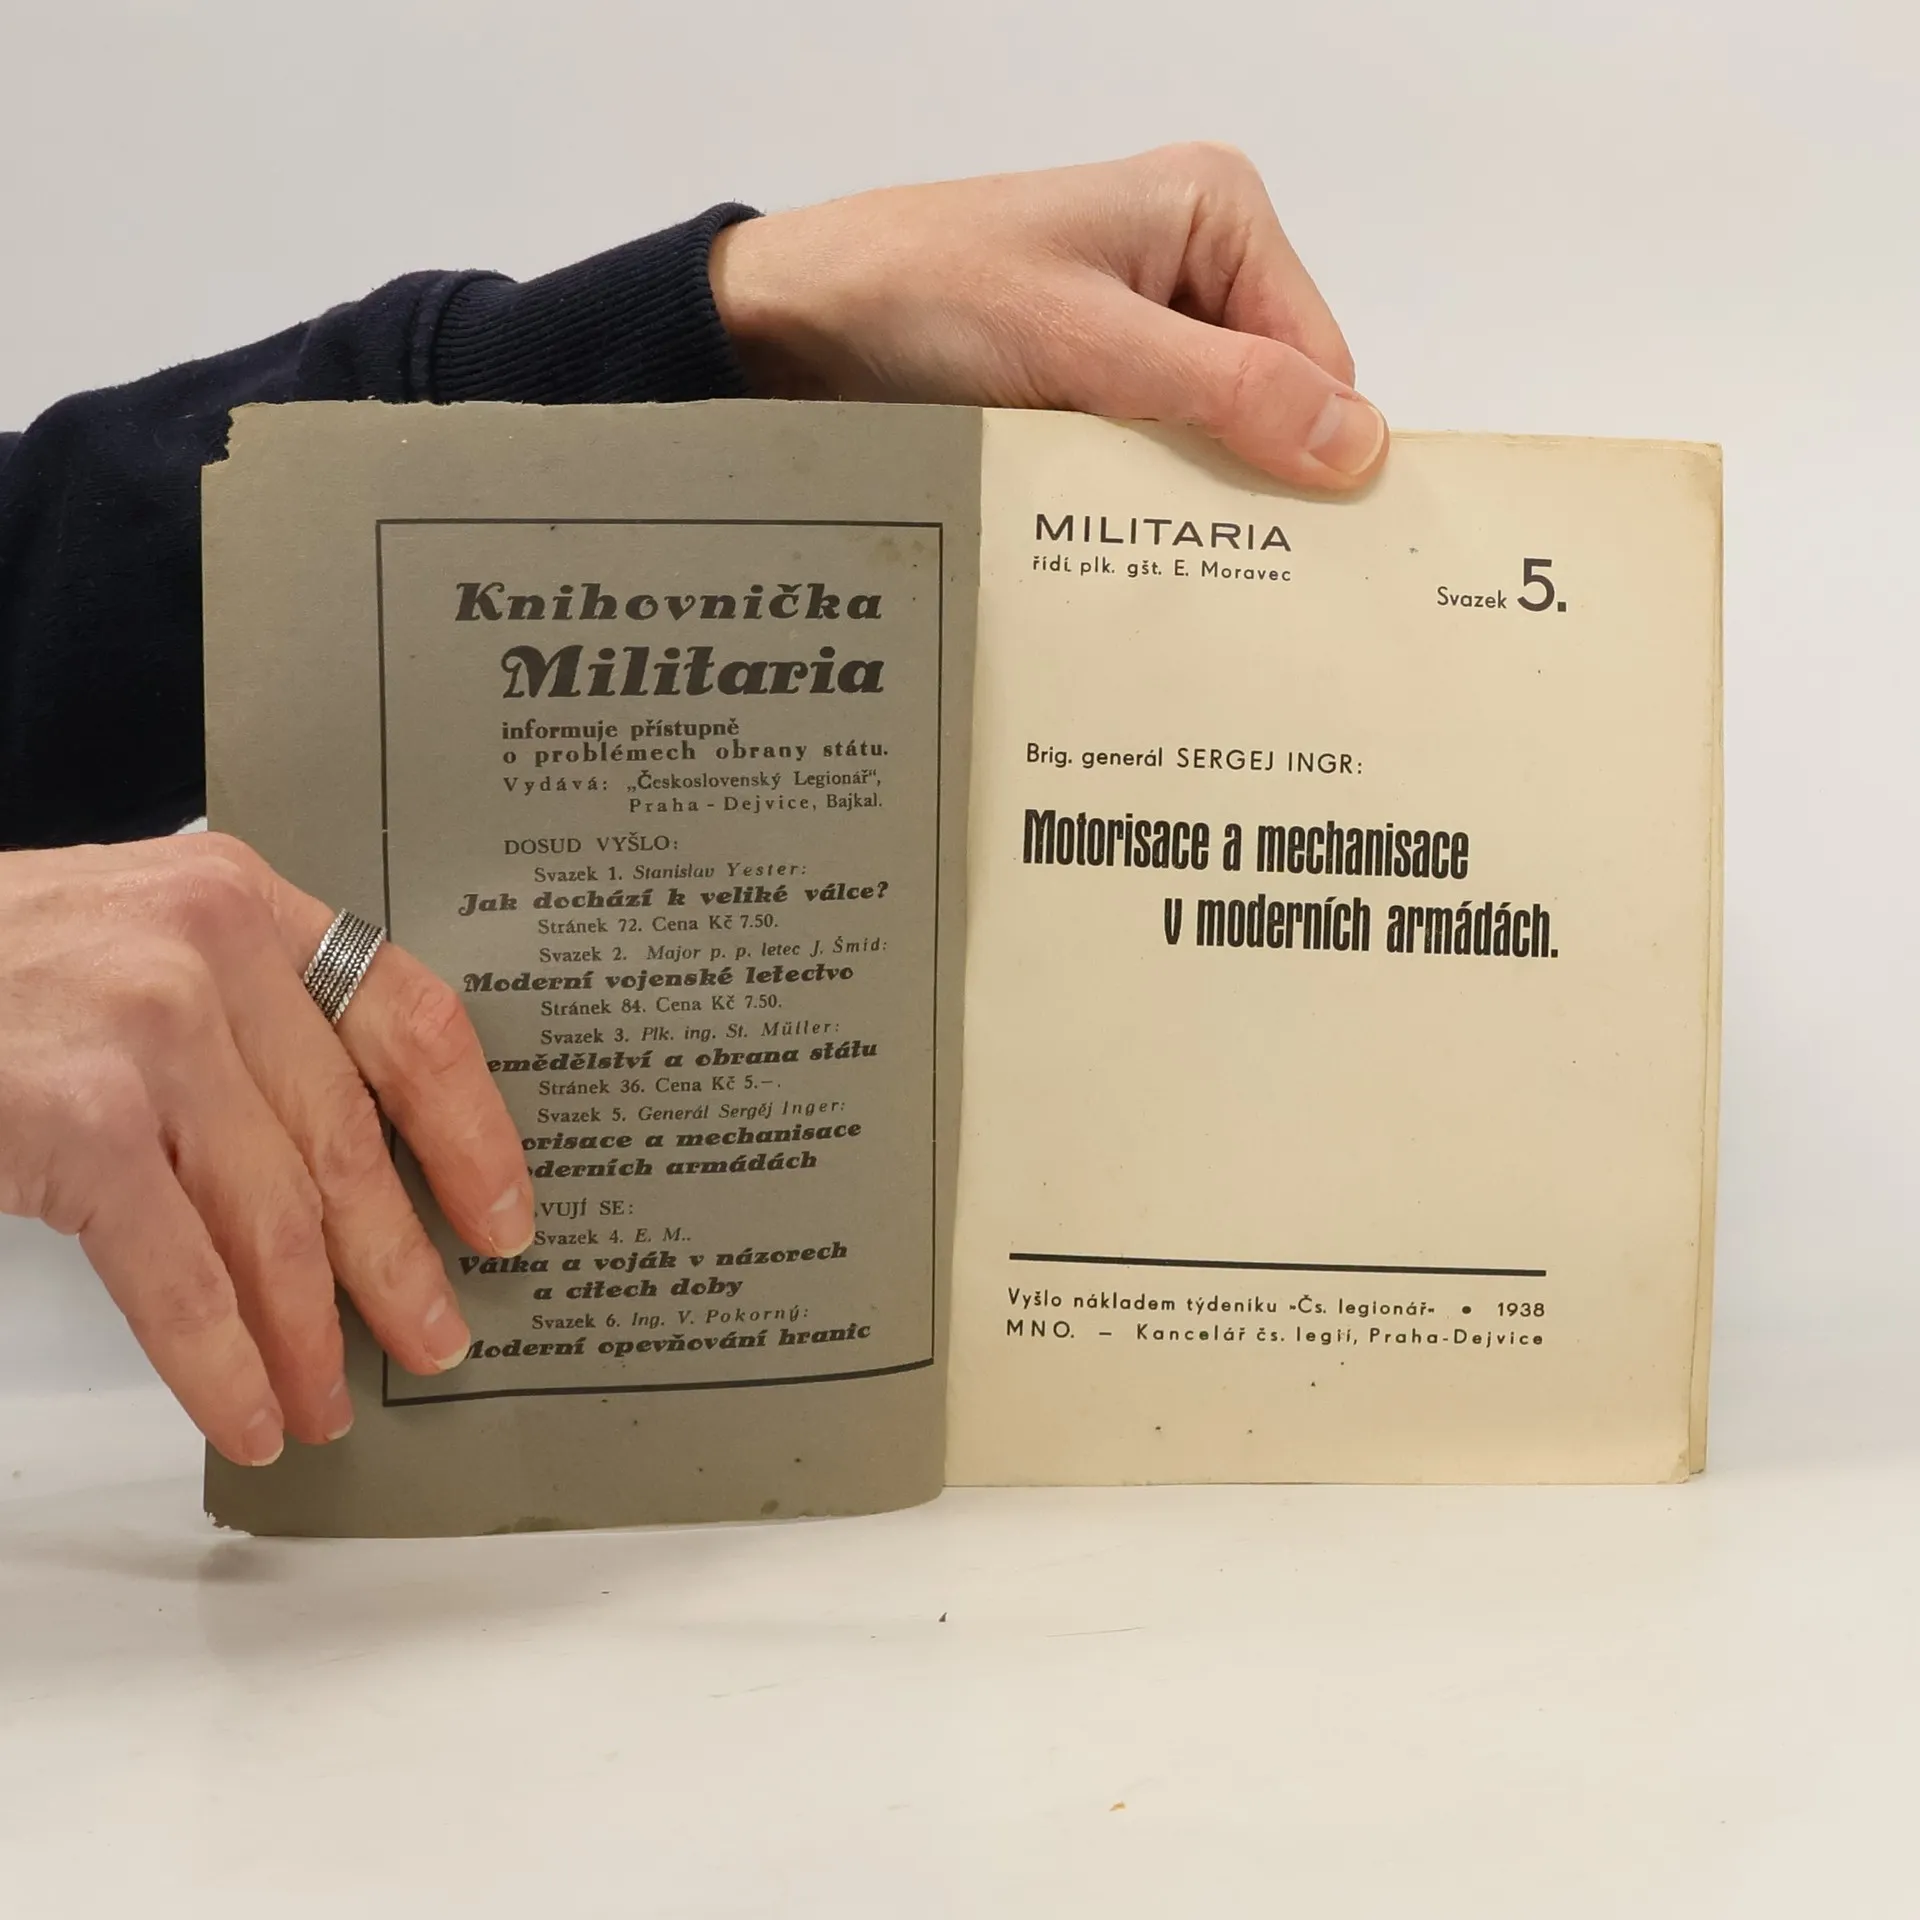 Knihovnička
Militaria
informuje přístupně
o problémech obrany státu.
Vydává: „Československý Legionář“,
Praha - Dejvice, Bajkal.
DOSUD VYŠLO:
Svazek 1. Stanislav Yester:
Jak dochází k veliké válce?
Stránek 72. Cena Kč 7.50.
Svazek 2. Major p. p. letec J. Šmíd:
Moderní vojenské letectvo
Stránek 84. Cena Kč 7.50.
Svazek 3. Plk. ing. St. Müller:
emědělství a obrana státu
Stránek 36. Cena Kč 5.–.
Svazek 5. Generál Sergěj Inger:
orisace a mechanisace
derních armádách
VUJÍ SE:
Svazek 4. E. M..
Válka a voják v názorech
a citech doby
Svazek 6. Ing. V. Pokorný:
Moderní opevňování hranic
MILITARIA
řídí plk. gšt. E. Moravec
Svazek 5.
Brig. generál SERGEJ INGR:
Motorisace a mechanisace
v moderních armádách.
Vyšlo nákladem týdeníku »Čs. legionář« • 1938
MNO. – Kancelář čs. legií, Praha-Dejvice